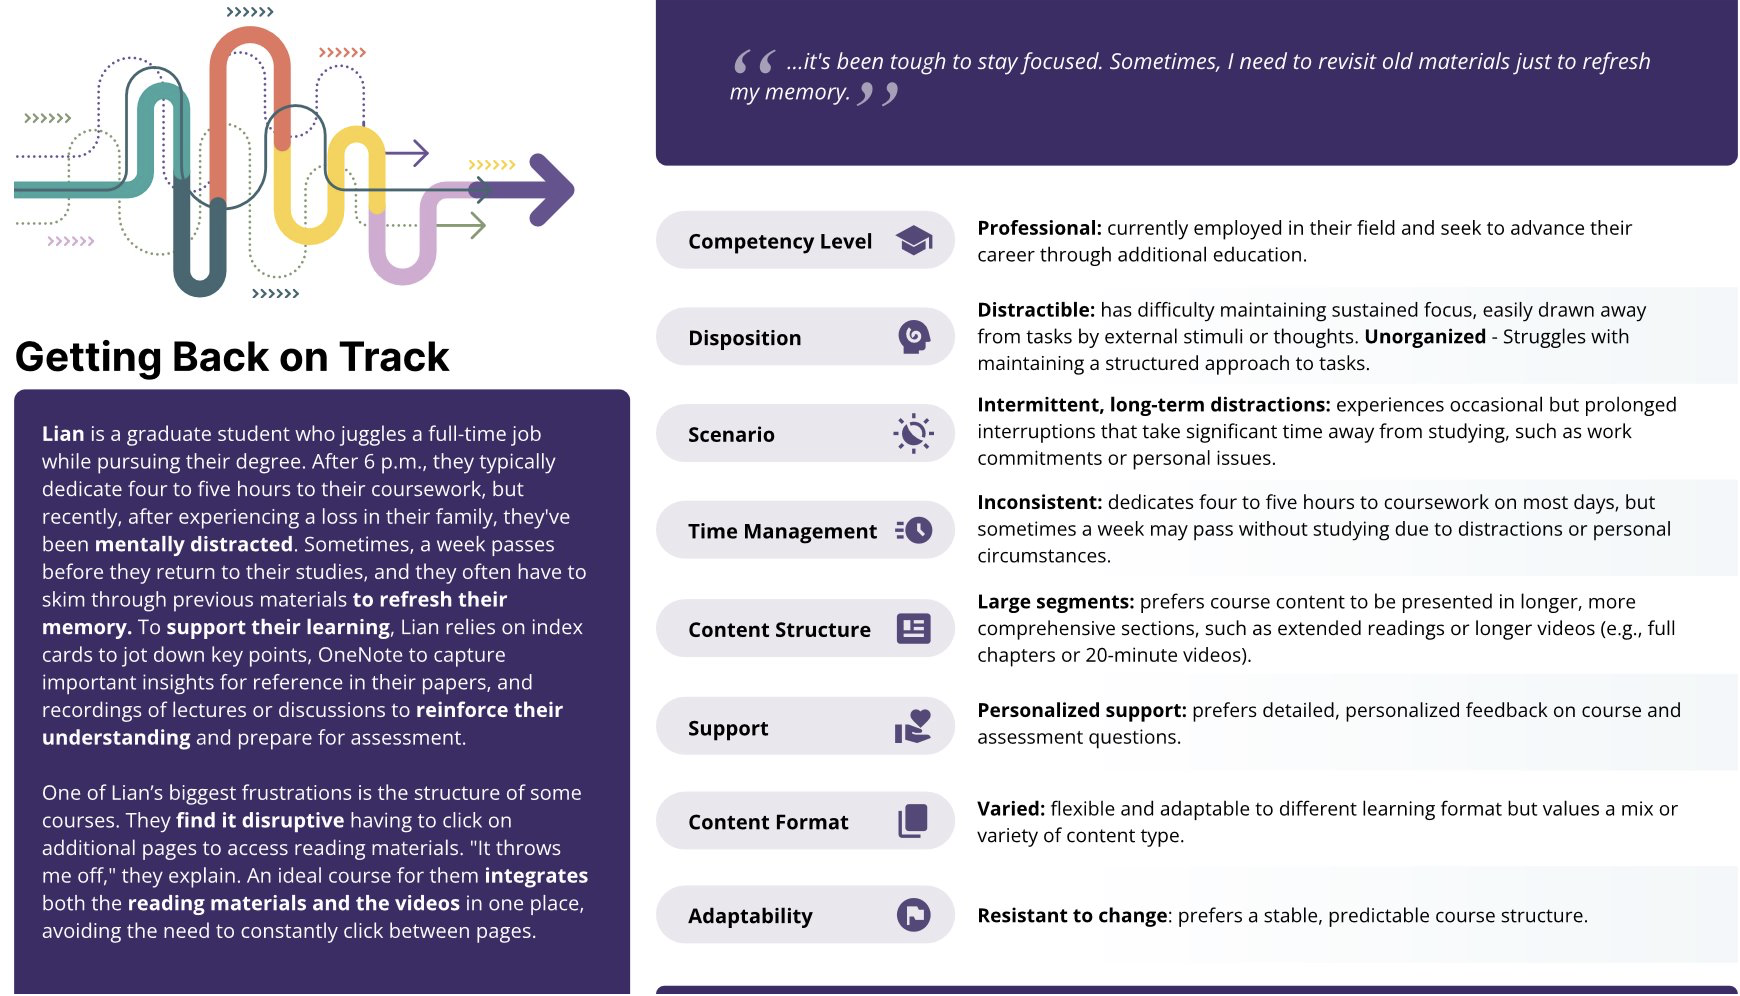 Getting Back on Track
Lian is a graduate student who juggles a full-time job
while pursuing their degree. After 6 p.m., they typically
dedicate four to five hours to their coursework, but
recently, after experiencing a loss in their family, they've
been mentally distracted. Sometimes, a week passes
before they return to their studies, and they often have to
skim through previous materials to refresh their
memory. To support their learning, Lian relies on index
cards to jot down key points, OneNote to capture
important insights for reference in their papers, and
recordings of lectures or discussions to reinforce their
understanding and prepare for assessment.
One of Lian’s biggest frustrations is the structure of some
courses. They find it disruptive having to click on
additional pages to access reading materials. "It throws
me off," they explain. An ideal course for them integrates
both the reading materials and the videos in one place,
avoiding the need to constantly click between pages.
“ ...it's been tough to stay focused. Sometimes, I need to revisit old materials just to refresh
my memory. ”
Competency Level
Professional: currently employed in their field and seek to advance their
career through additional education.
Disposition
Distractible: has difficulty maintaining sustained focus, easily drawn away
from tasks by external stimuli or thoughts. Unorganized - Struggles with
maintaining a structured approach to tasks.
Scenario
Intermittent, long-term distractions: experiences occasional but prolonged
interruptions that take significant time away from studying, such as work
commitments or personal issues.
Time Management
Inconsistent: dedicates four to five hours to coursework on most days, but
sometimes a week may pass without studying due to distractions or personal
circumstances.
Content Structure
Large segments: prefers course content to be presented in longer, more
comprehensive sections, such as extended readings or longer videos (e.g., full
chapters or 20-minute videos).
Support
Personalized support: prefers detailed, personalized feedback on course and
assessment questions.
Content Format
Varied: flexible and adaptable to different learning format but values a mix or
variety of content type.
Adaptability
Resistant to change: prefers a stable, predictable course structure.